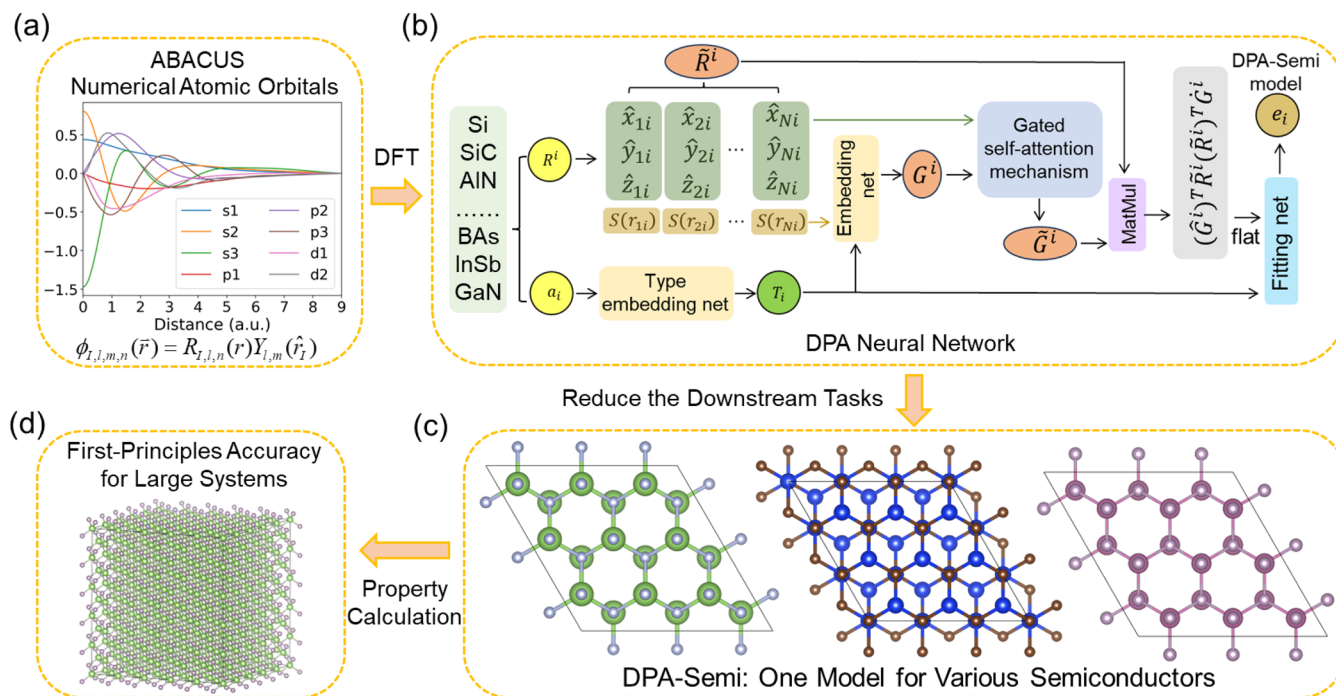 (a)
ABACUS
Numerical Atomic Orbitals
0.5
0.0
−0.5
−1.0
−1.5
s1
s2
s3
p1
p2
p3
d1
d2
0 1 2 3 4 5 6 7 8 9
Distance (a.u.)
ϕ_{I,l,m,n}(r⃗) = R_{I,l,n}(r)Y_{l,m}(r̂_I)
DFT
(b)
Si
SiC
AlN
......
BAs
InSb
GaN
R^i
a_i
R̃^i
x̂_{1i} x̂_{2i} x̂_{Ni}
ŷ_{1i} ŷ_{2i} ... ŷ_{Ni}
ẑ_{1i} ẑ_{2i} ẑ_{Ni}
S(r_{1i}) S(r_{2i}) ... S(r_{Ni})
Type
embedding net
T_i
Embedding
net
G^i
Gated
self-attention
mechanism
G̃^i
MatMul
(G̃^i)^T R̃^i (R̃^i)^T G̃^i
flat
Fitting net
DPA-Semi
model
e_i
DPA Neural Network
Reduce the Downstream Tasks
(c)
DPA-Semi: One Model for Various Semiconductors
Property
Calculation
(d)
First-Principles Accuracy
for Large Systems